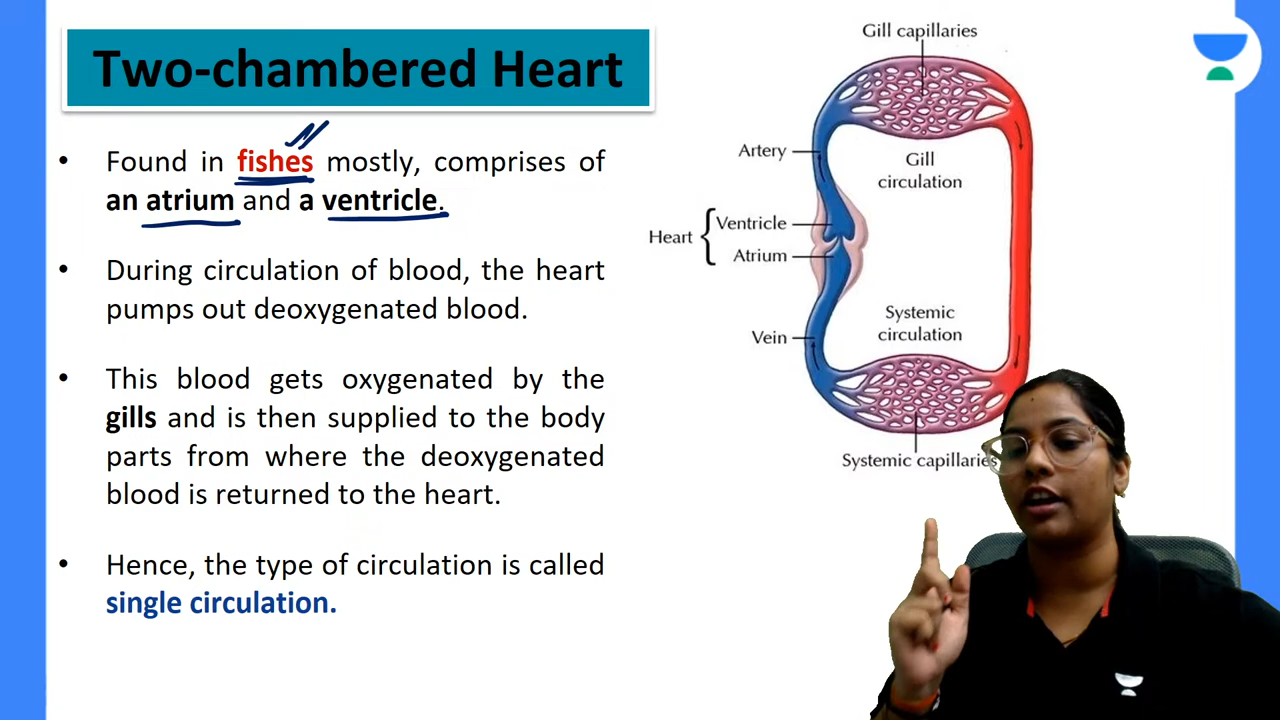 Two-chambered Heart
• Found in fishes mostly, comprises of
an atrium and a ventricle.
• During circulation of blood, the heart
pumps out deoxygenated blood.
• This blood gets oxygenated by the
gills and is then supplied to the body
parts from where the deoxygenated
blood is returned to the heart.
• Hence, the type of circulation is called
single circulation.
Gill capillaries
Artery
Gill
circulation
Heart
Ventricle
Atrium
Systemic
circulation
Vein
Systemic capillaries